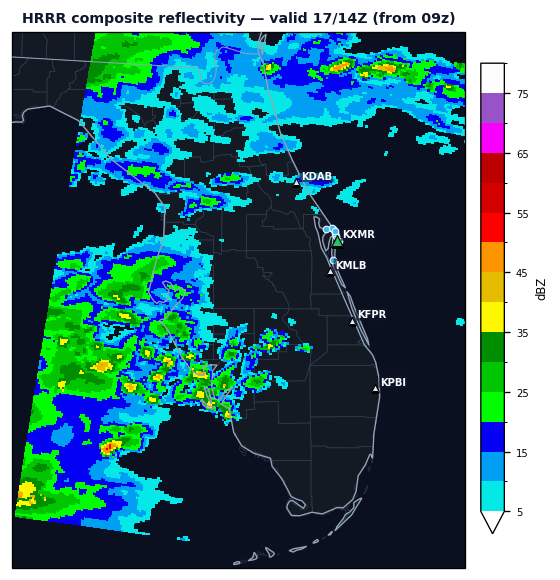 HRRR composite reflectivity — valid 17/14Z (from 09z)
KDAB
KXMR
KMLB
KFPR
KPBI
75
65
55
45
35
25
15
5
dBZ